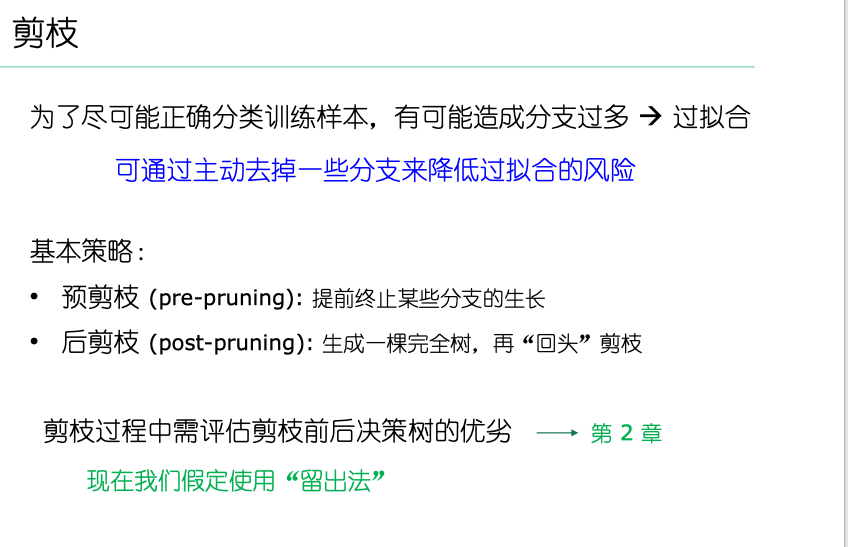 剪枝
为了尽可能正确分类训练样本，有可能造成分支过多 → 过拟合
可通过主动去掉一些分支来降低过拟合的风险
基本策略：
• 预剪枝 (pre-pruning): 提前终止某些分支的生长
• 后剪枝 (post-pruning): 生成一棵完全树，再“回头”剪枝
剪枝过程中需评估剪枝前后决策树的优劣 → 第 2 章
现在我们假定使用“留出法”